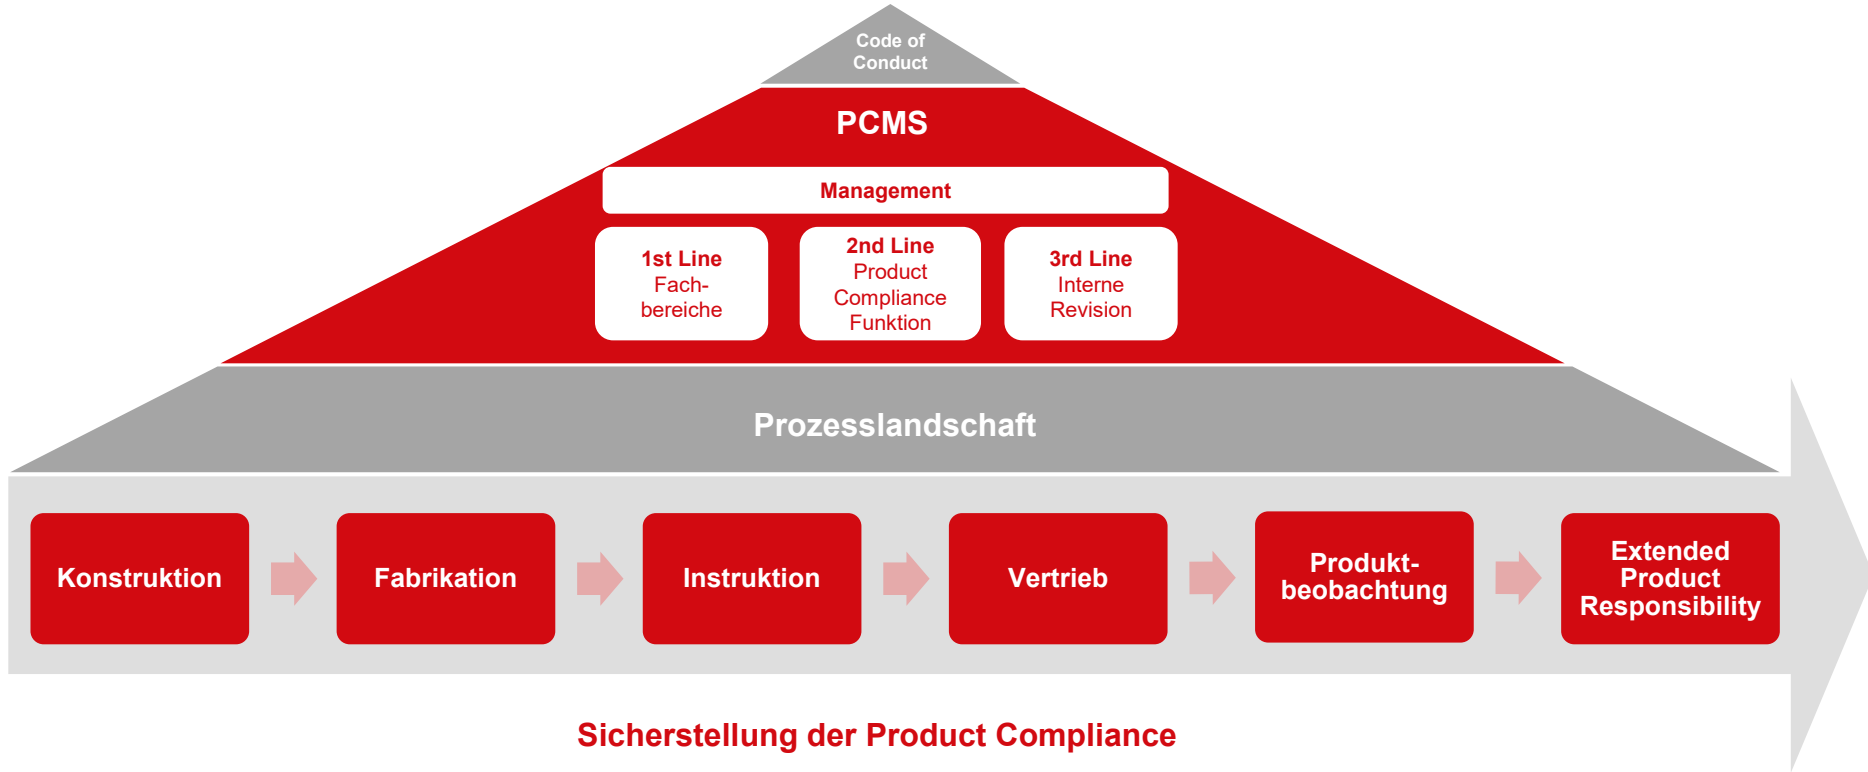 Code of
Conduct
PCMS
Management
1st Line
Fach-
bereiche
2nd Line
Product
Compliance
Funktion
3rd Line
Interne
Revision
Prozesslandschaft
Konstruktion
Fabrikation
Instruktion
Vertrieb
Produkt-
beobachtung
Extended
Product
Responsibility
Sicherstellung der Product Compliance